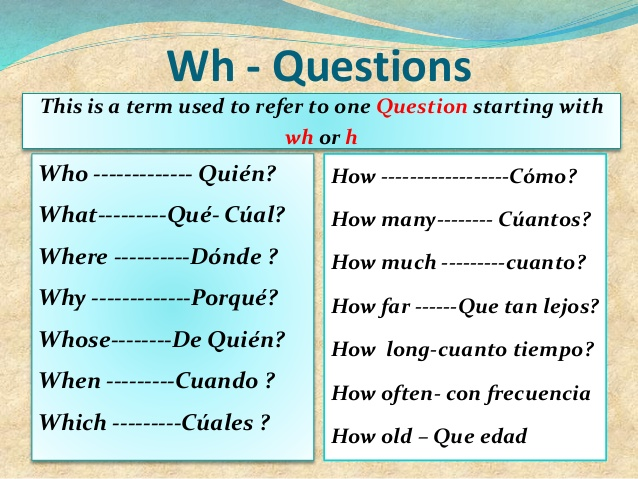 Wh - Questions
This is a term used to refer to one Question starting with
wh or h
Who ------------- Quién?
What---------Qué- Cúal?
Where ----------Dónde ?
Why -------------Porqué?
Whose--------De Quién?
When ---------Cuando ?
Which ---------Cúales ?
How ------------------Cómo?
How many-------- Cúantos?
How much ---------cuanto?
How far ------Que tan lejos?
How  long-cuanto tiempo?
How often- con frecuencia
How old – Que edad